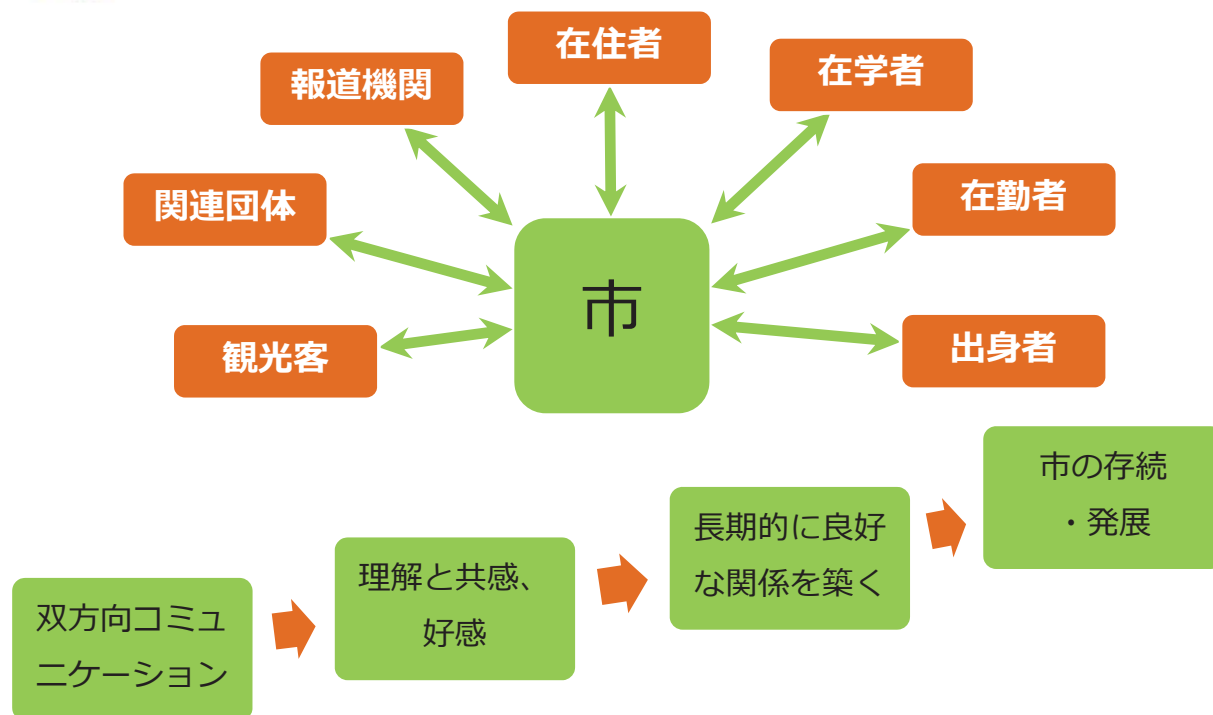 在住者
報道機関
在学者
関連団体
在勤者
市
観光客
出身者
双方向コミュ
ニケーション
理解と共感、
好感
長期的に良好
な関係を築く
市の存続
・発展